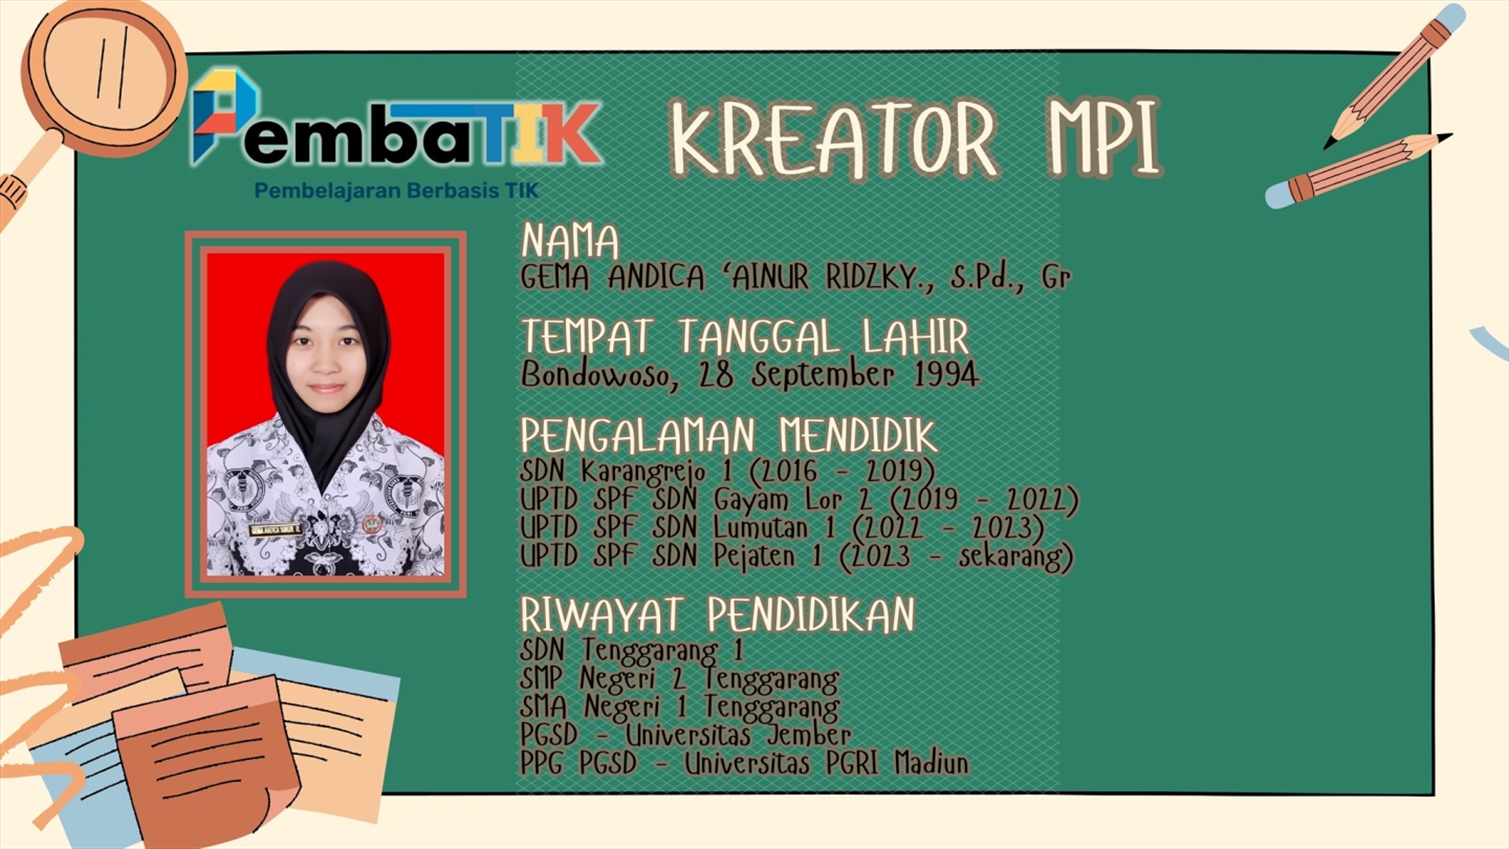 PembaTIK
Pembelajaran Berbasis TIK
KREATOR MPI
NAMA
GEMA ANDICA ‘AINUR RIDZKY., S.Pd., Gr
TEMPAT TANGGAL LAHIR
Bondowoso, 28 September 1994
PENGALAMAN MENDIDIK
SDN Karangrejo 1 (2016 - 2019)
UPTD SPF SDN Gayam Lor 2 (2019 - 2022)
UPTD SPF SDN Lumutan 1 (2022 - 2023)
UPTD SPF SDN Pejaten 1 (2023 - sekarang)
RIWAYAT PENDIDIKAN
SDN Tenggarang 1
SMP Negeri 2 Tenggarang
SMA Negeri 1 Tenggarang
PGSD - Universitas Jember
PPG PGSD - Universitas PGRI Madiun